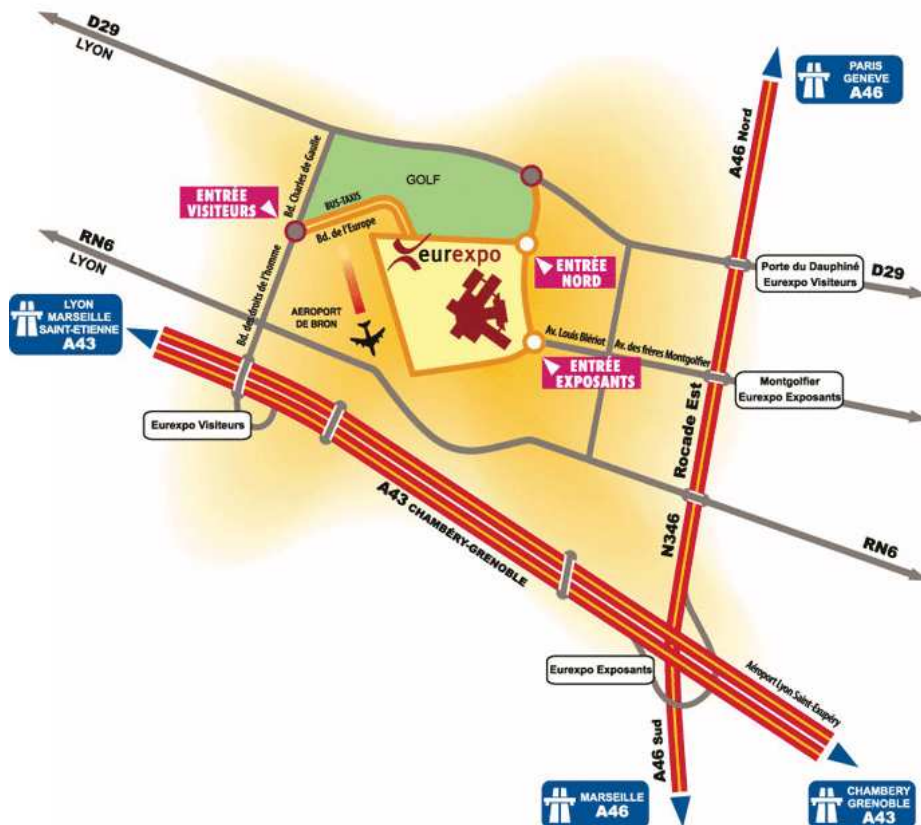 D29
LYON
PARIS
GENEVE
A46
A46 Nord
Bd. Charles de Gaulle
GOLF
ENTRÉE
VISITEURS
BUS-TAXIS
Bd. de l'Europe
RN6
LYON
eurexpo
ENTRÉE
NORD
Porte du Dauphiné
Eurexpo Visiteurs
D29
Bd. des droits de l'homme
LYON
MARSEILLE
SAINT-ETIENNE
A43
AEROPORT
DE BRON
Av. Louis Blériot
Av. des frères Montgolfier
ENTRÉE
EXPOSANTS
Montgolfier
Eurexpo Exposants
Eurexpo Visiteurs
Rocade Est
A43 CHAMBÉRY-GRENOBLE
N346
RN6
Eurexpo Exposants
Aéroport Lyon Saint-Exupéry
A46 Sud
MARSEILLE
A46
CHAMBERY
GRENOBLE
A43